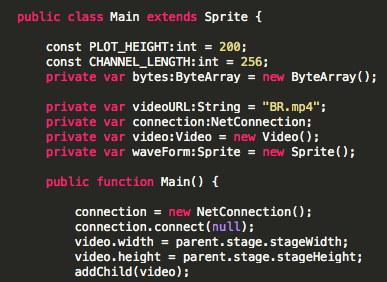 public class Main extends Sprite {
const PLOT_HEIGHT:int = 200;
const CHANNEL_LENGTH:int = 256;
private var bytes:ByteArray = new ByteArray();
private var videoURL:String = "BR.mp4";
private var connection:NetConnection;
private var video:Video = new Video();
private var waveForm:Sprite = new Sprite();
public function Main() {
connection = new NetConnection();
connection.connect(null);
video.width = parent.stage.stageWidth;
video.height = parent.stage.stageHeight;
addChild(video);